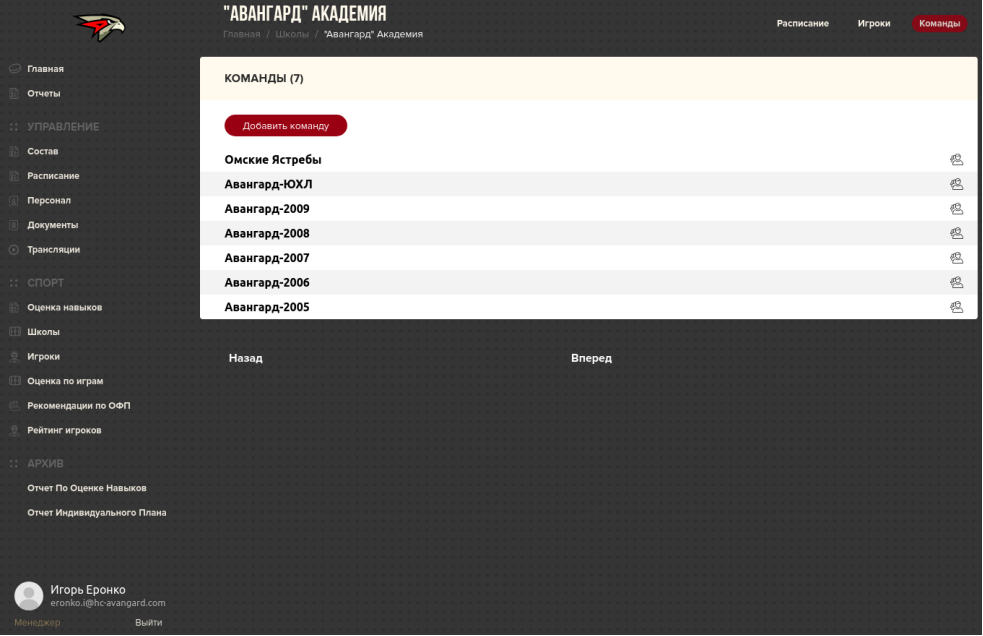 "АВАНГАРД" АКАДЕМИЯ
Главная / Школы / "Авангард" Академия
Расписание
Игроки
Команды
Главная
Отчеты
УПРАВЛЕНИЕ
Состав
Расписание
Персонал
Документы
Трансляции
СПОРТ
Оценка навыков
Школы
Игроки
Оценка по играм
Рекомендации по ОФП
Рейтинг игроков
АРХИВ
Отчет По Оценке Навыков
Отчет Индивидуального Плана
Игорь Еронко
eronko.i@hc-avangard.com
Менеджер
Выйти
КОМАНДЫ (7)
Добавить команду
Омские Ястребы
Авангард-ЮХЛ
Авангард-2009
Авангард-2008
Авангард-2007
Авангард-2006
Авангард-2005
Назад
Вперед